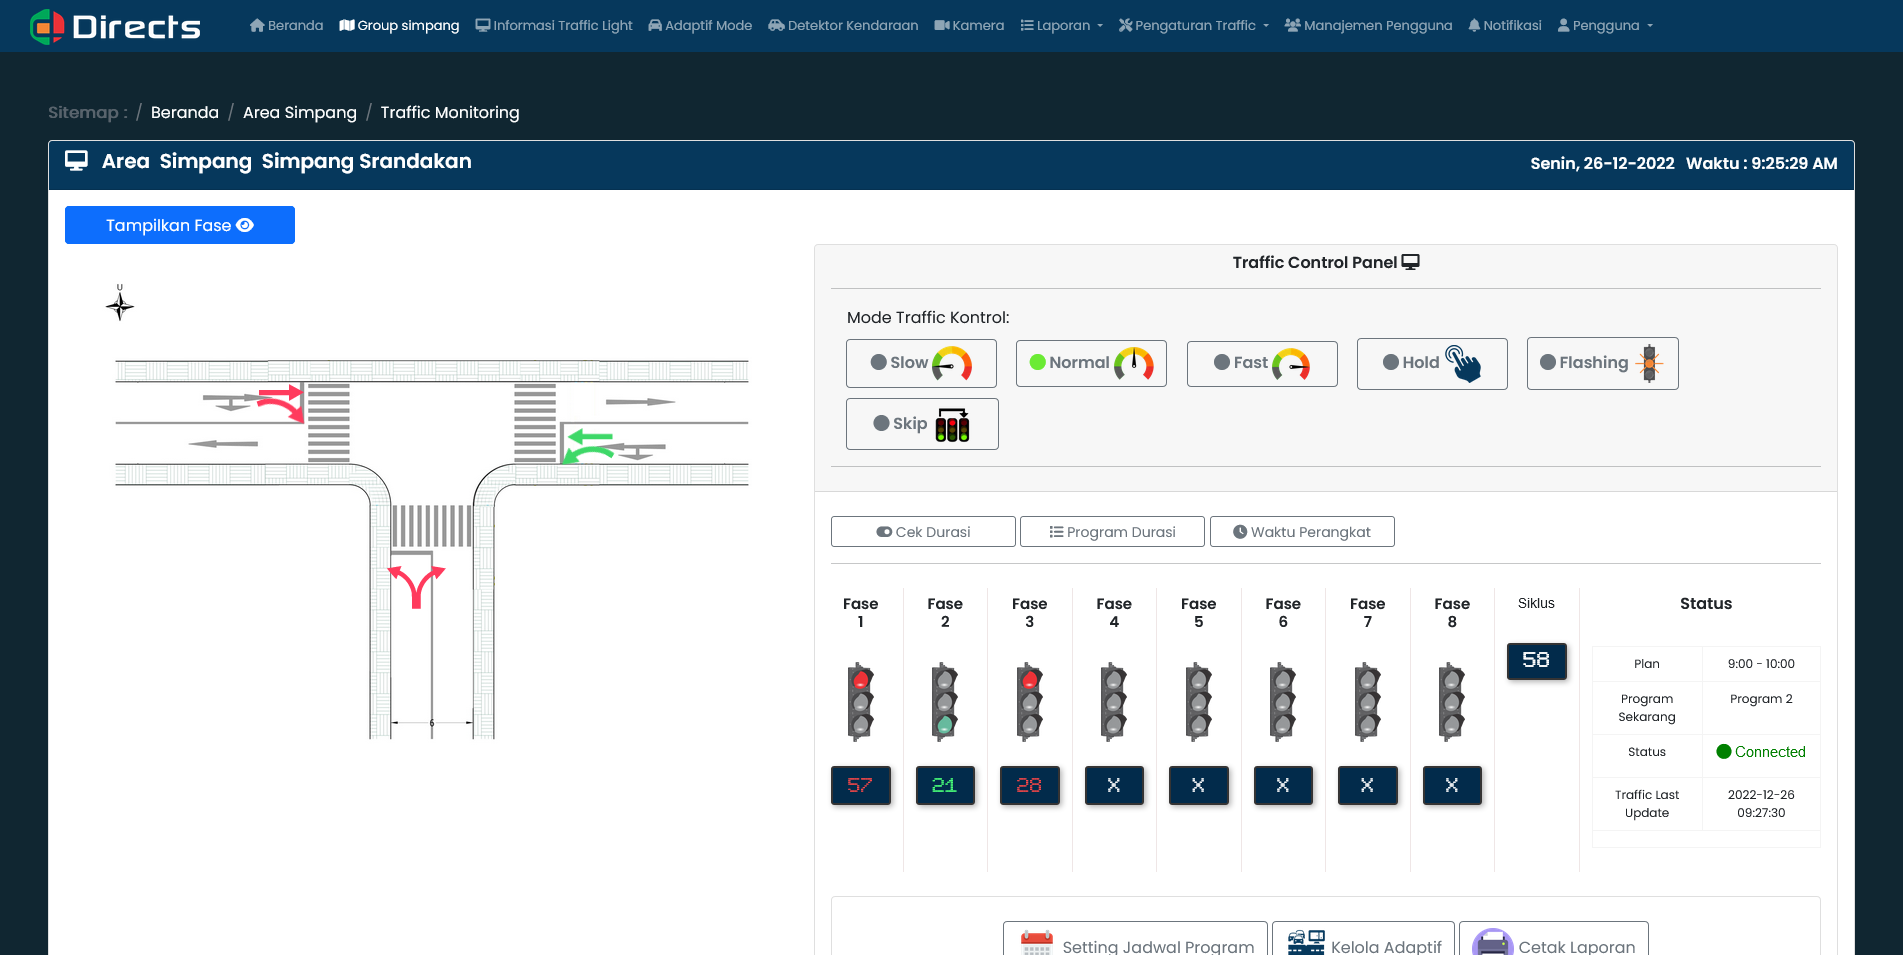 Directs
Beranda Group simpang Informasi Traffic Light Adaptif Mode Detektor Kendaraan Kamera Laporan Pengaturan Traffic Manajemen Pengguna Notifikasi Pengguna
Sitemap : / Beranda / Area Simpang / Traffic Monitoring
Area Simpang Simpang Srandakan
Senin, 26-12-2022 Waktu : 9:25:29 AM
Tampilkan Fase
U
6
Traffic Control Panel
Mode Traffic Kontrol:
Slow Normal Fast Hold Flashing
Skip
Cek Durasi Program Durasi Waktu Perangkat
Fase 1
Fase 2
Fase 3
Fase 4
Fase 5
Fase 6
Fase 7
Fase 8
Siklus
58
57 21 28 X X X X X
Status
Plan 9:00 - 10:00
Program Sekarang Program 2
Status Connected
Traffic Last Update 2022-12-26 09:27:30
Setting Jadwal Program Kelola Adaptif Cetak Laporan